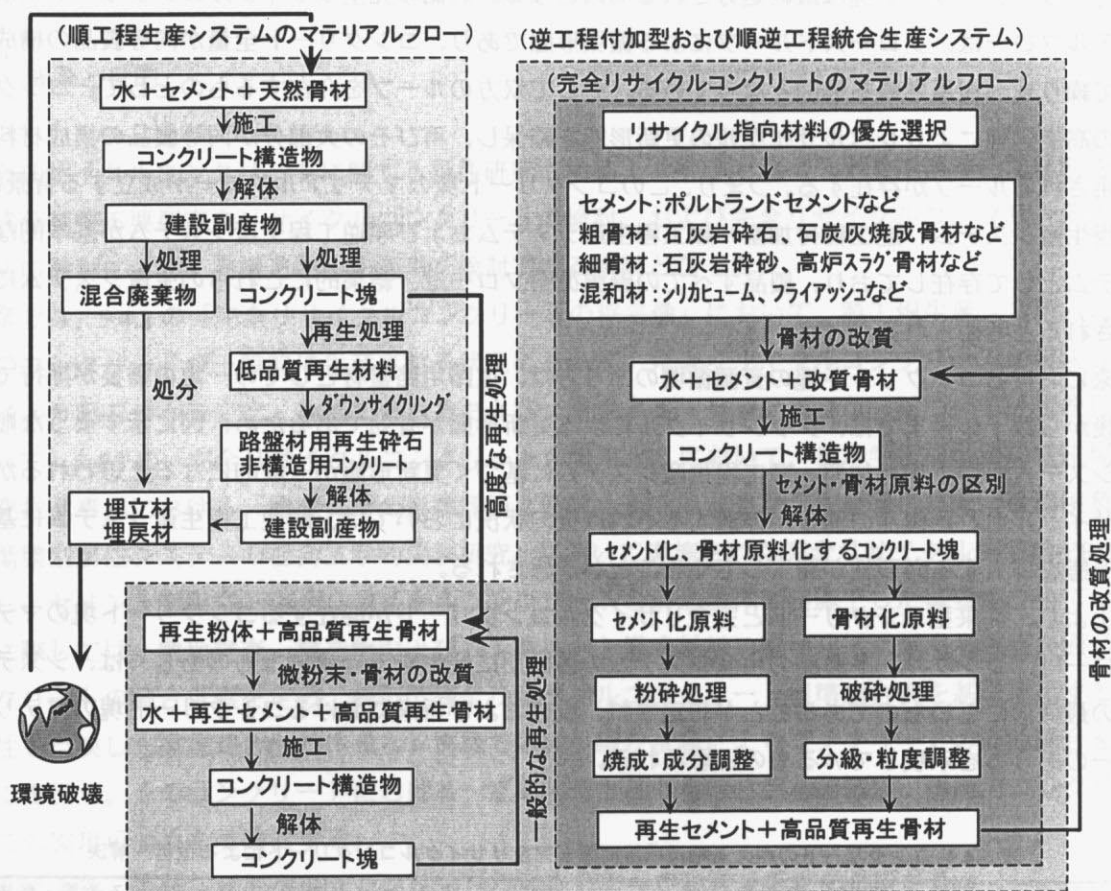 (順工程生産システムのマテリアルフロー)
水+セメント+天然骨材
施工
コンクリート構造物
解体
建設副産物
処理
処理
混合廃棄物
コンクリート塊
再生処理
低品質再生材料
処分
ダウンサイクリング
路盤材用再生砕石
非構造用コンクリート
解体
埋立材
埋戻材
建設副産物
高度な再生処理
環境破壊
再生粉体+高品質再生骨材
微粉末・骨材の改質
水+再生セメント+高品質再生骨材
施工
コンクリート構造物
解体
コンクリート塊
一般的な再生処理
(逆工程付加型および順逆工程統合生産システム)
(完全リサイクルコンクリートのマテリアルフロー)
リサイクル指向材料の優先選択
セメント:ポルトランドセメントなど
粗骨材:石灰岩砕石、石炭灰焼成骨材など
細骨材:石灰岩砕砂、高炉スラグ骨材など
混和材:シリカヒューム、フライアッシュなど
骨材の改質
水+セメント+改質骨材
施工
コンクリート構造物
セメント・骨材原料の区別
解体
セメント化、骨材原料化するコンクリート塊
セメント化原料
骨材化原料
粉砕処理
破砕処理
焼成・成分調整
分級・粒度調整
再生セメント+高品質再生骨材
骨材の改質処理